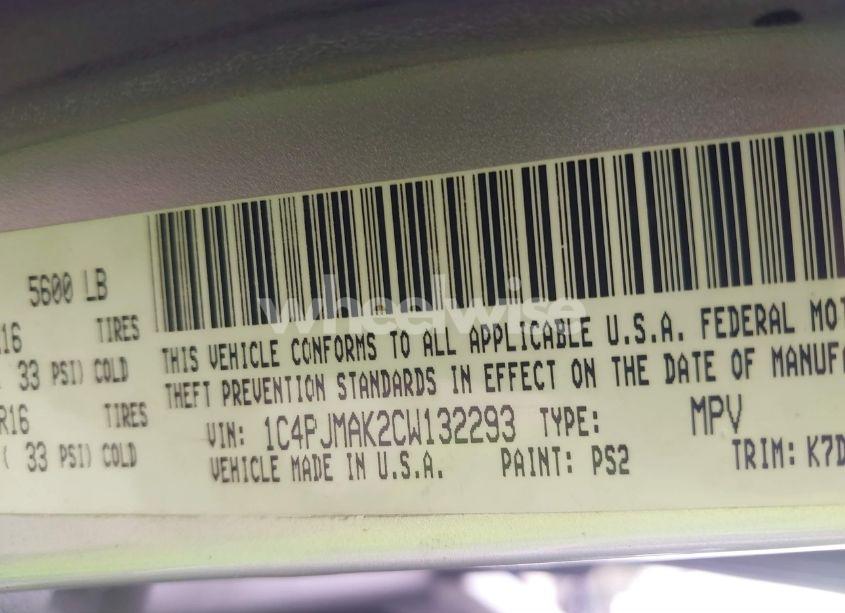 5600 LB
R16 TIRES
( 33 PSI) COLD
R16 TIRES
( 33 PSI) COLD
THIS VEHICLE CONFORMS TO ALL APPLICABLE U.S.A. FEDERAL MOT
THEFT PREVENTION STANDARDS IN EFFECT ON THE DATE OF MANUFA
VIN: 1C4PJMAK2CW132293 TYPE: MPV
VEHICLE MADE IN U.S.A. PAINT: PS2 TRIM: K7D
wheelwise